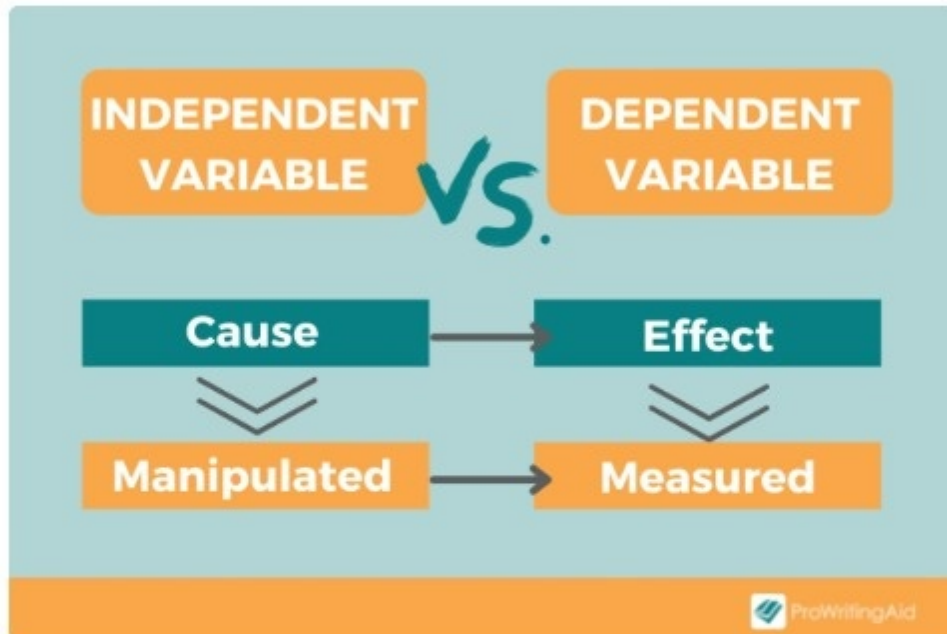 INDEPENDENT
VARIABLE
VS.
DEPENDENT
VARIABLE
Cause
Effect
Manipulated
Measured
ProWritingAid